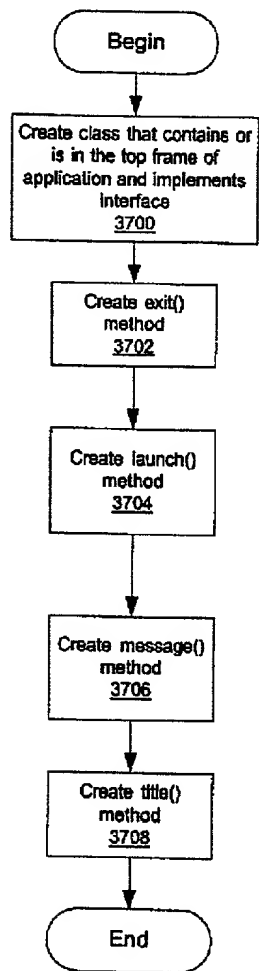 Begin
Create class that contains or
is in the top frame of
application and implements
interface
3700
Create exit()
method
3702
Create launch()
method
3704
Create message()
method
3706
Create title()
method
3708
End